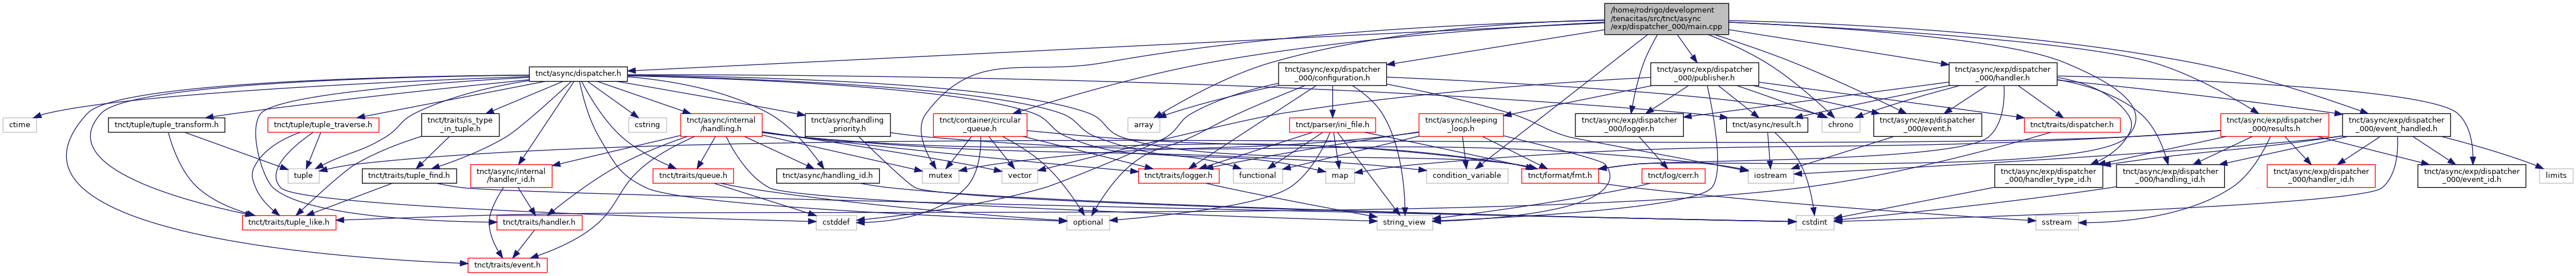 /home/rodrigo/development
/tenacitas/src/tnct/async
/exp/dispatcher_000/main.cpp
tnct/async/dispatcher.h
tnct/async/exp/dispatcher
_000/configuration.h
tnct/async/exp/dispatcher
_000/publisher.h
tnct/async/exp/dispatcher
_000/handler.h
ctime
tnct/tuple/tuple_transform.h
tnct/tuple/tuple_traverse.h
tnct/traits/is_type
_in_tuple.h
cstring
tnct/async/internal
/handling.h
tnct/async/handling
_priority.h
tnct/container/circular
_queue.h
array
tnct/parser/ini_file.h
tnct/async/sleeping
_loop.h
chrono
tnct/async/exp/dispatcher
_000/logger.h
tnct/async/result.h
tnct/async/exp/dispatcher
_000/event.h
tnct/traits/dispatcher.h
tnct/async/exp/dispatcher
_000/results.h
tnct/async/exp/dispatcher
_000/event_handled.h
tuple
tnct/traits/tuple_find.h
tnct/async/internal
/handler_id.h
tnct/traits/queue.h
tnct/async/handling_id.h
mutex
vector
tnct/traits/logger.h
functional
map
condition_variable
tnct/format/fmt.h
tnct/log/cerr.h
iostream
tnct/async/exp/dispatcher
_000/handler_type_id.h
tnct/async/exp/dispatcher
_000/handling_id.h
tnct/async/exp/dispatcher
_000/handler_id.h
tnct/async/exp/dispatcher
_000/event_id.h
limits
tnct/traits/tuple_like.h
tnct/traits/handler.h
cstddef
optional
string_view
cstdint
sstream
tnct/traits/event.h